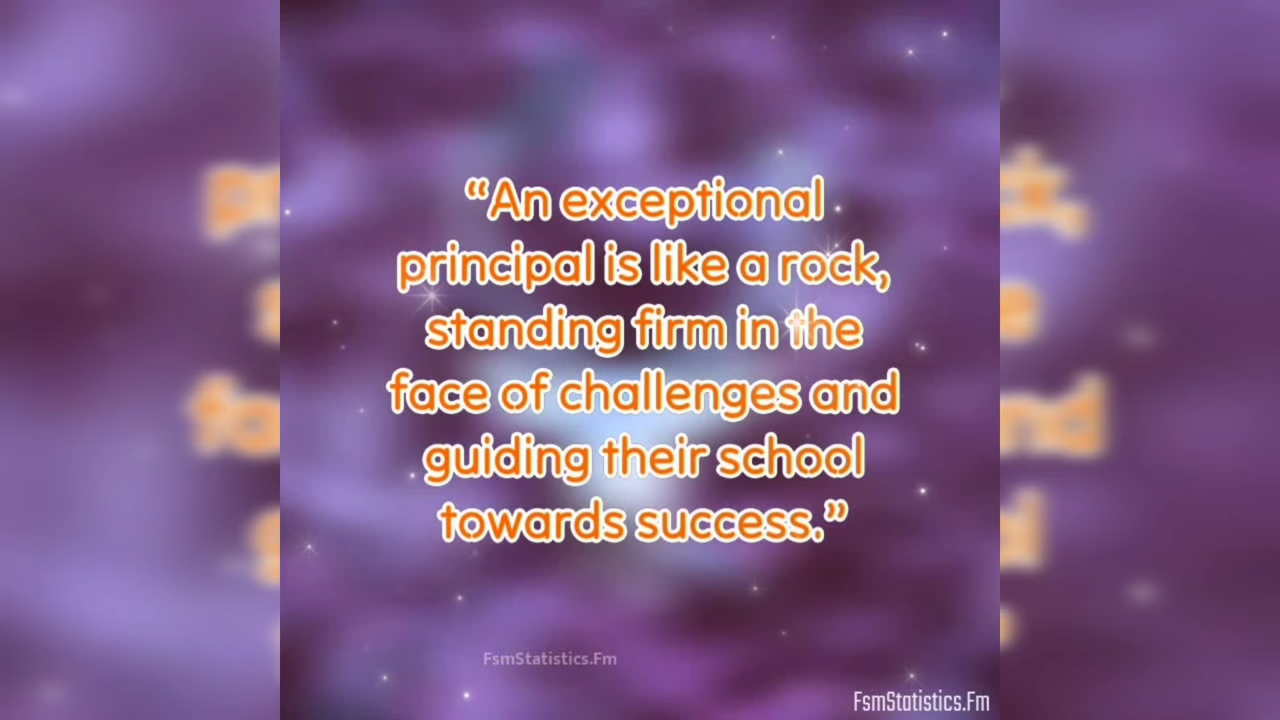 “An exceptional
principal is like a rock,
standing firm in the
face of challenges and
guiding their school
towards success.”
FsmStatistics.Fm
FsmStatistics.Fm